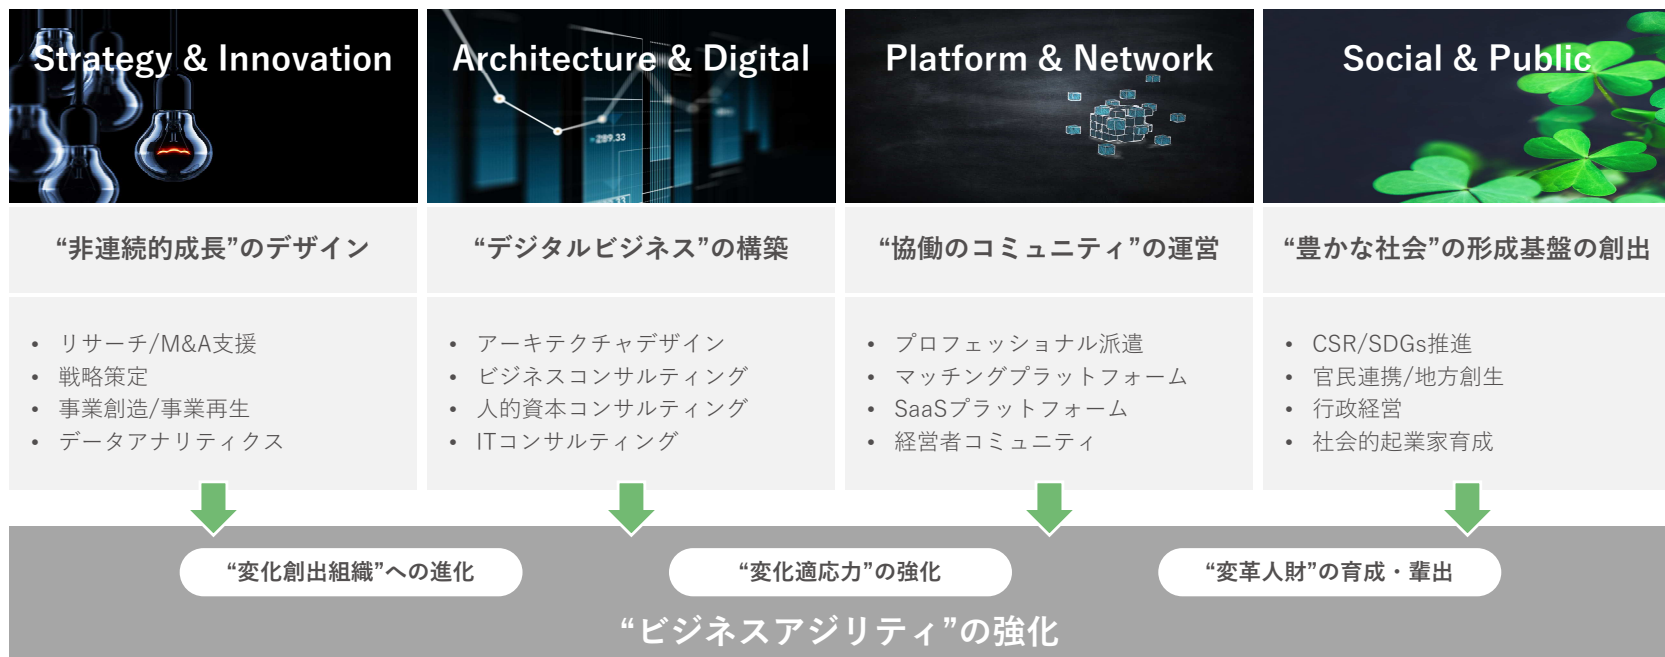 Strategy & Innovation
Architecture & Digital
Platform & Network
Social & Public
289.33
“非連続的成長”のデザイン
“デジタルビジネス”の構築
“協働のコミュニティ”の運営
“豊かな社会”の形成基盤の創出
• リサーチ/M&A支援
• 戦略策定
• 事業創造/事業再生
• データアナリティクス
• アーキテクチャデザイン
• ビジネスコンサルティング
• 人的資本コンサルティング
• ITコンサルティング
• プロフェッショナル派遣
• マッチングプラットフォーム
• SaaSプラットフォーム
• 経営者コミュニティ
• CSR/SDGs推進
• 官民連携/地方創生
• 行政経営
• 社会的起業家育成
“変化創出組織”への進化
“変化適応力”の強化
“変革人財”の育成・輩出
“ビジネスアジリティ”の強化